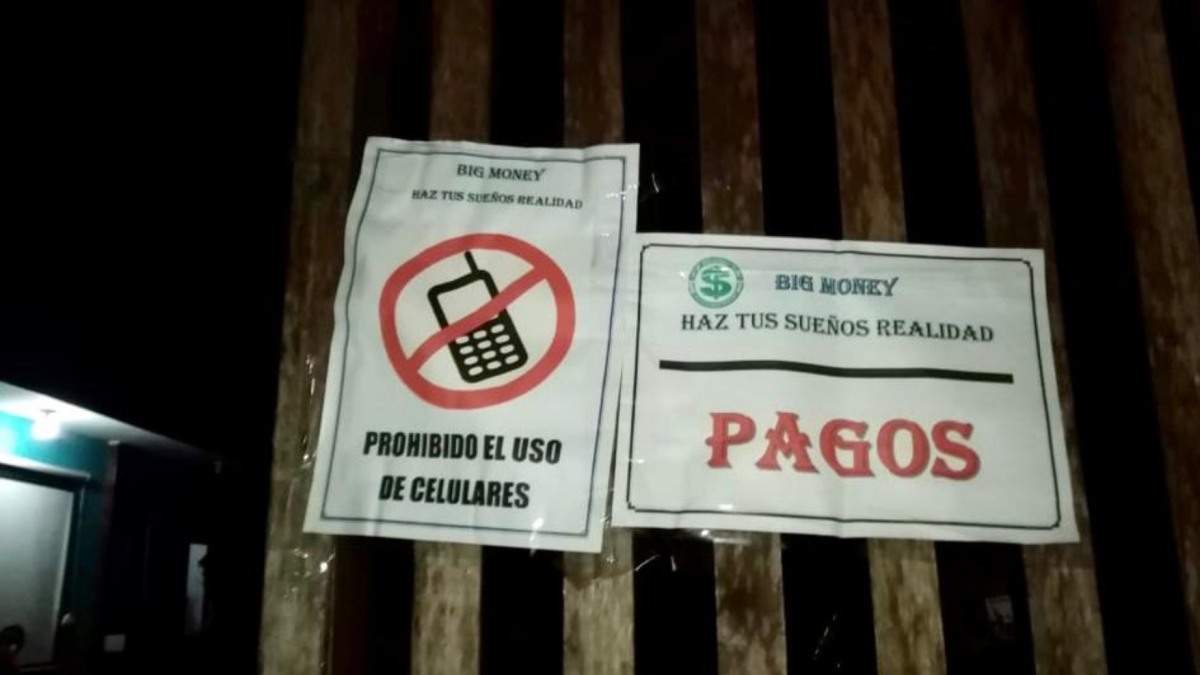 BIG MONEY
HAZ TUS SUEÑOS REALIDAD
PROHIBIDO EL USO
DE CELULARES
BIG MONEY
HAZ TUS SUEÑOS REALIDAD
PAGOS